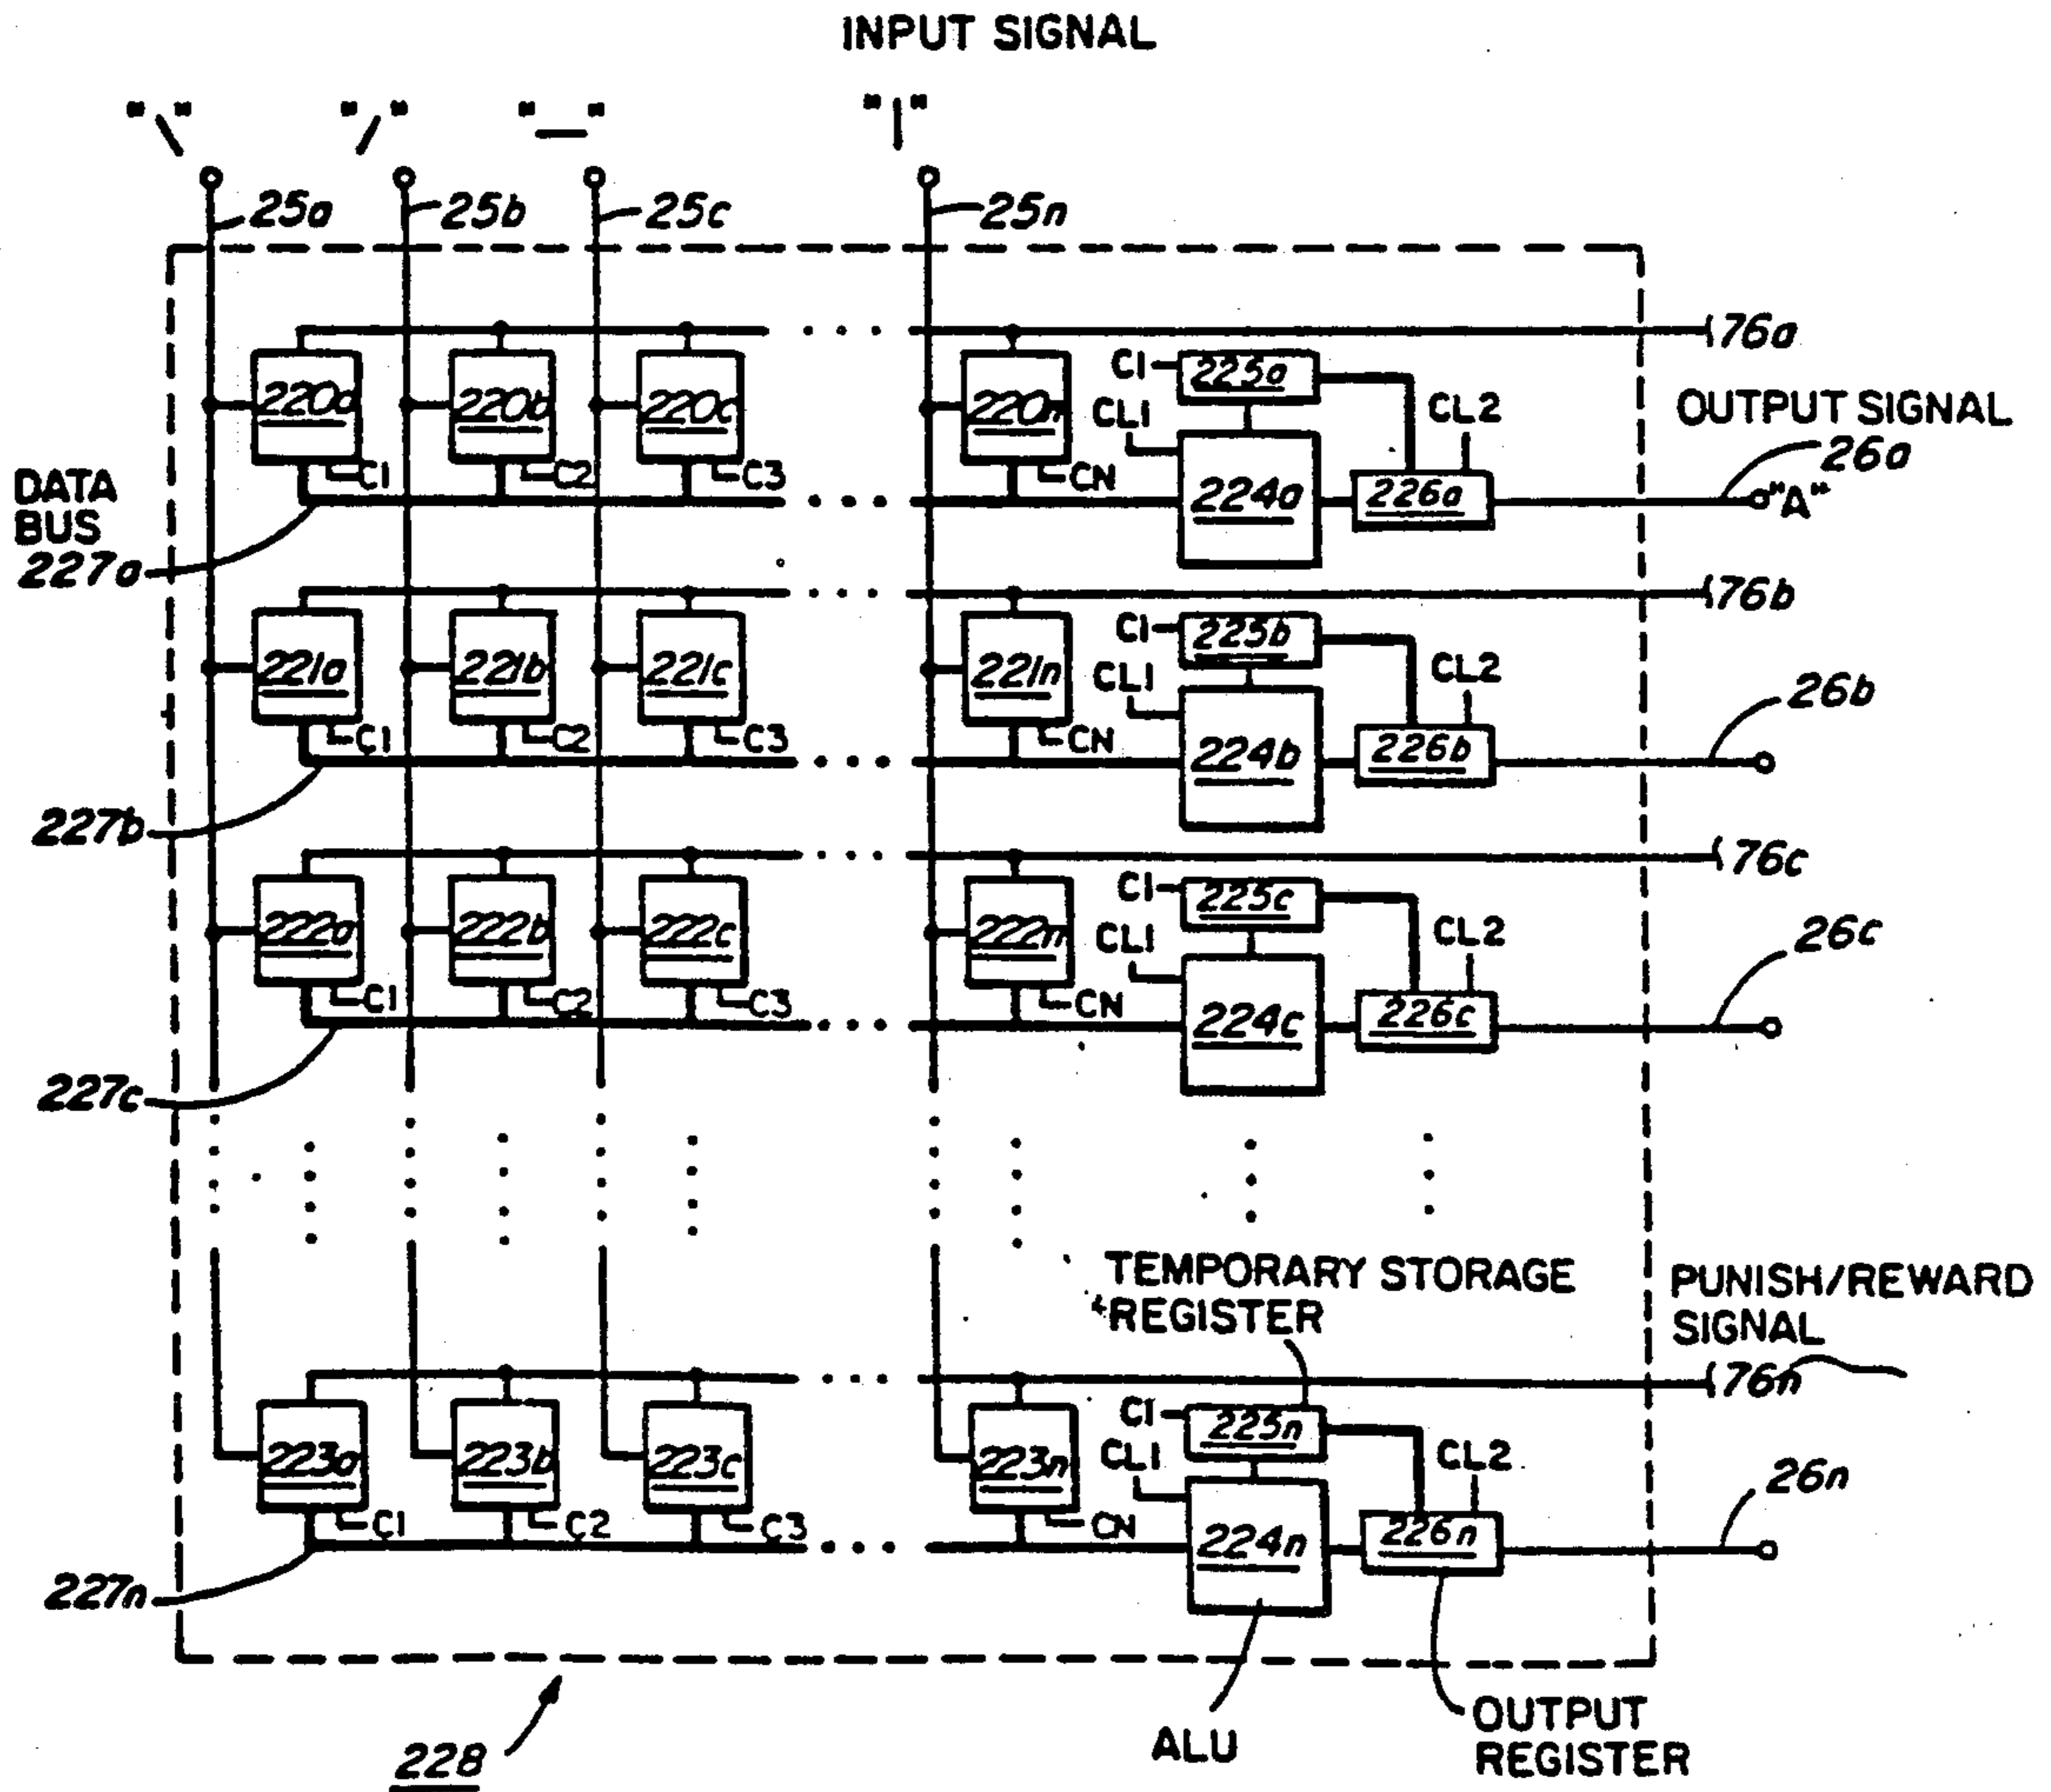 INPUT SIGNAL
"\" "/" "—" "|"
25a 25b 25c 25n
76a
220a 220b 220c 220n C1 225a
CL1 CL2 OUTPUT SIGNAL
26a
C1 C2 C3 CN 224a 226a "A"
DATA
BUS
227a
76b
221a 221b 221c 221n C1 225b
CL1 CL2
26b
C1 C2 C3 CN 224b 226b
227b
76c
222a 222b 222c 222n C1 225c
CL1 CL2
26c
C1 C2 C3 CN 224c 226c
227c
TEMPORARY STORAGE
REGISTER
PUNISH/REWARD
SIGNAL
76n
223a 223b 223c 223n C1 225n
CL1 CL2
26n
C1 C2 C3 CN 224n 226n
227n
228
ALU
OUTPUT
REGISTER